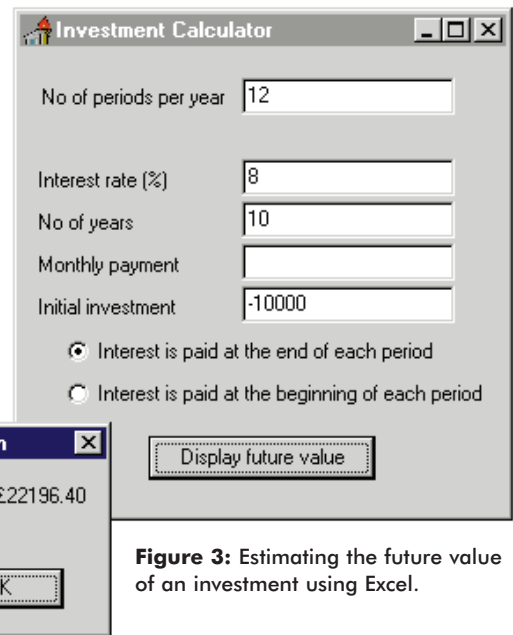 Investment Calculator
No of periods per year 12
Interest rate (%) 8
No of years 10
Monthly payment
Initial investment -10000
Interest is paid at the end of each period
Interest is paid at the beginning of each period
Display future value
£22196.40
Figure 3: Estimating the future value
of an investment using Excel.